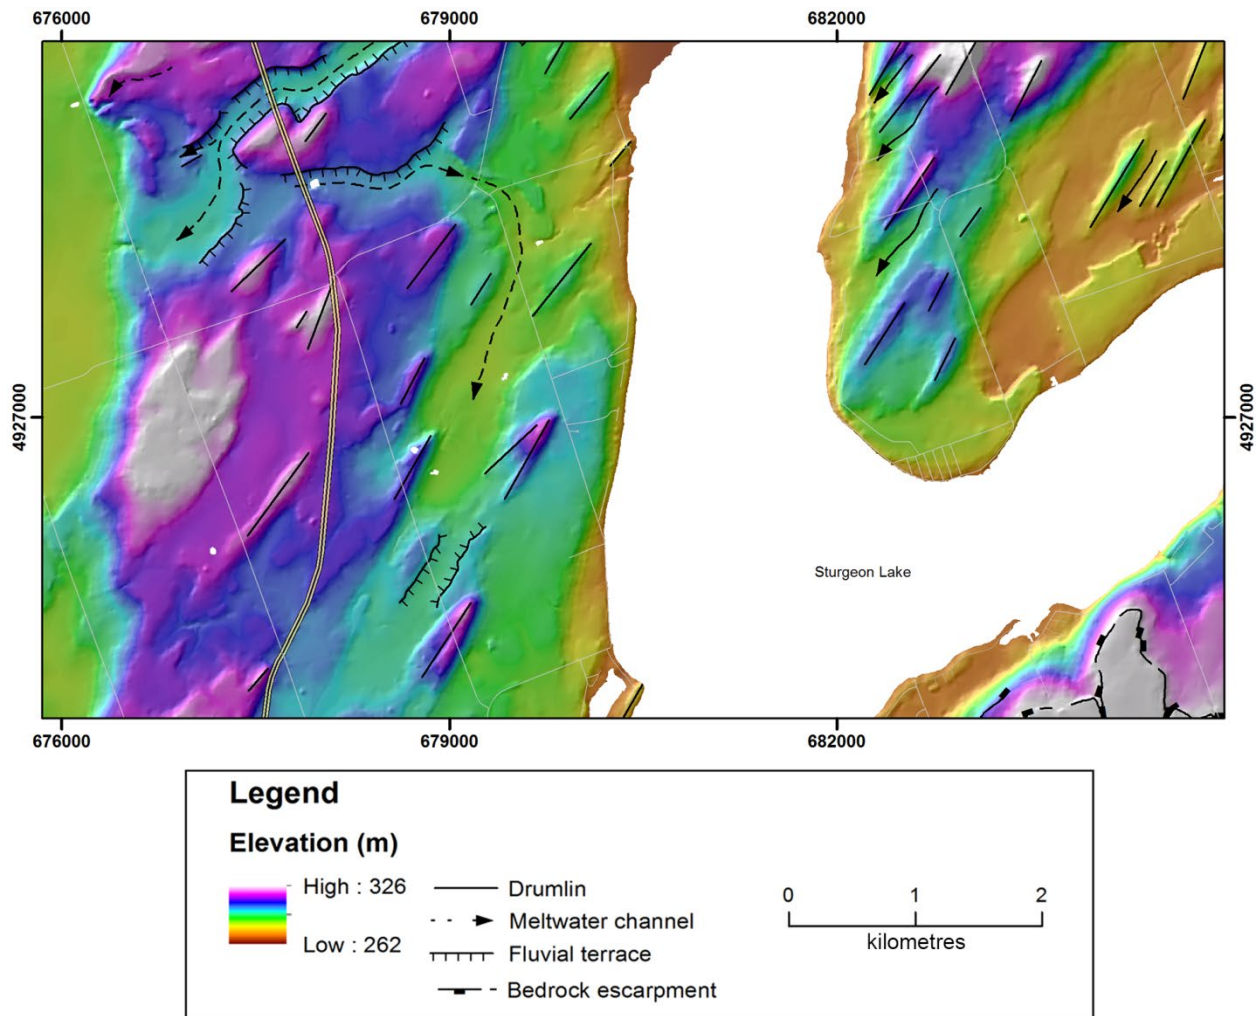 676000 679000 682000
4927000 4927000
Sturgeon Lake
676000 679000 682000
Legend
Elevation (m)
High : 326
Low : 262
Drumlin
Meltwater channel
Fluvial terrace
Bedrock escarpment
0 1 2
kilometres